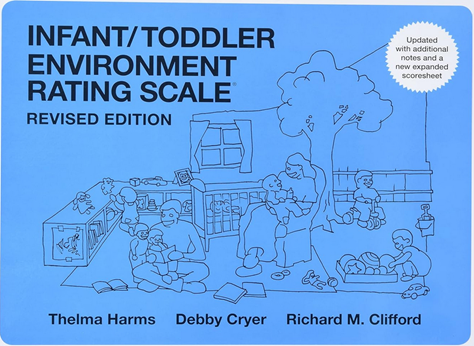 INFANT/TODDLER
ENVIRONMENT
RATING SCALE®
REVISED EDITION
Updated
with additional
notes and a
new expanded
scoresheet
Thelma Harms Debby Cryer Richard M. Clifford